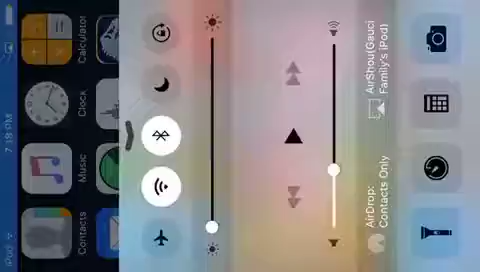 iPod
7:18 PM
Calculator
Clock
Music
Contacts
AirShou(Gauci
Family's iPod)
AirDrop:
Contacts Only